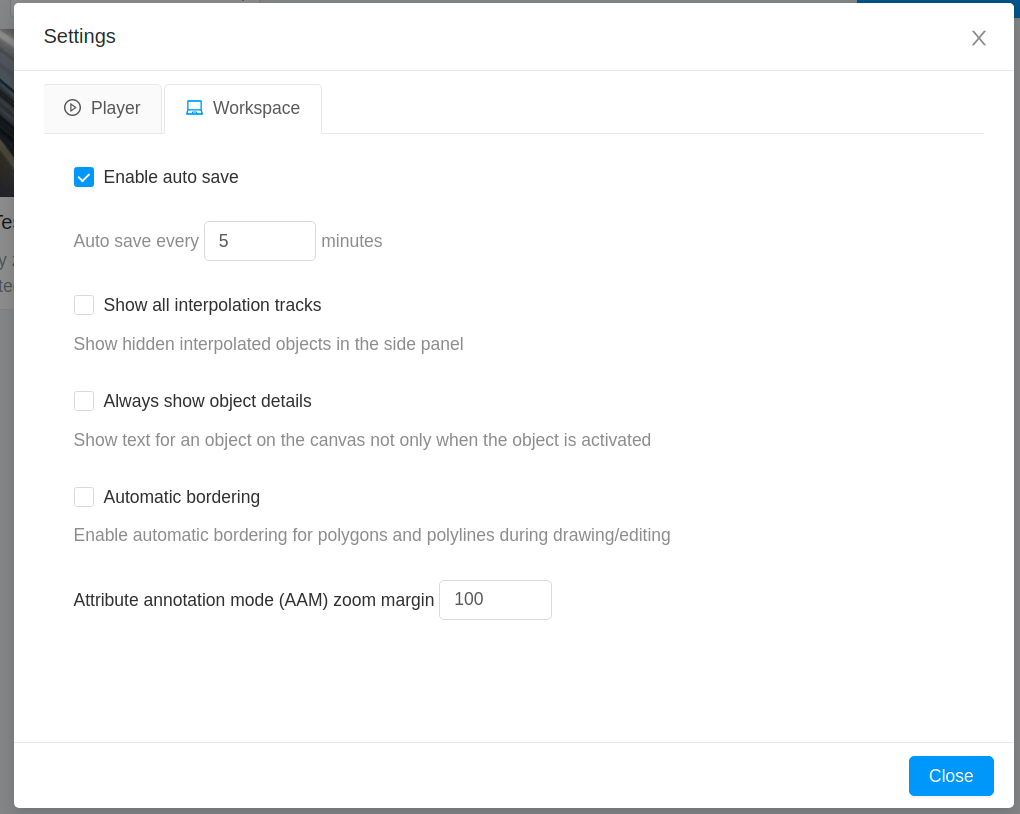 Settings
Player
Workspace
Enable auto save
Auto save every 5 minutes
Show all interpolation tracks
Show hidden interpolated objects in the side panel
Always show object details
Show text for an object on the canvas not only when the object is activated
Automatic bordering
Enable automatic bordering for polygons and polylines during drawing/editing
Attribute annotation mode (AAM) zoom margin 100
Close